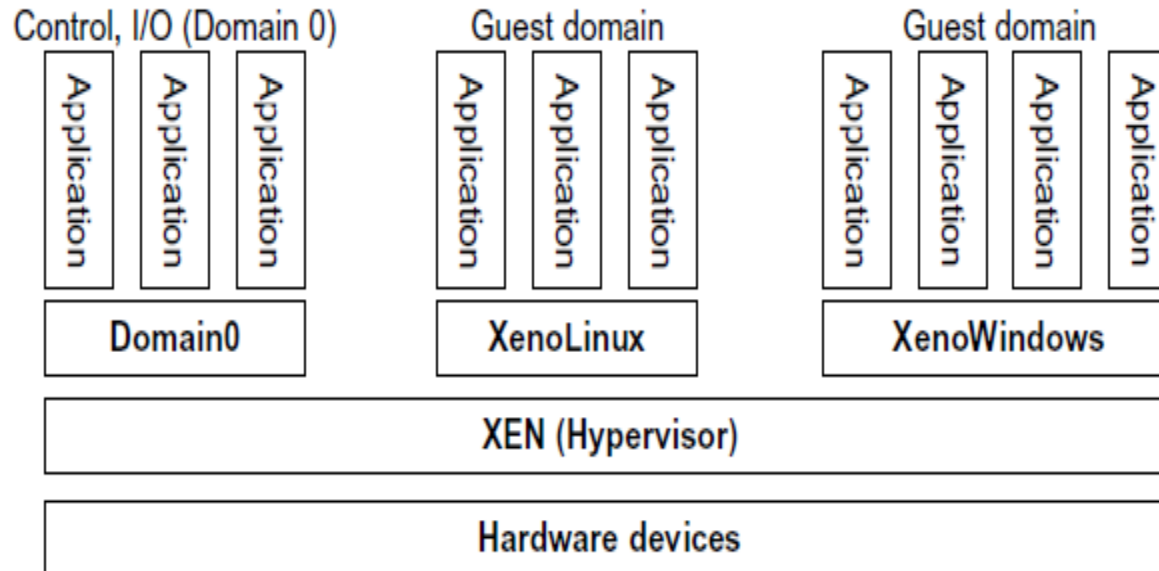 Control, I/O (Domain 0)
Guest domain
Guest domain
Application
Application
Application
Application
Application
Application
Application
Application
Application
Application
Domain0
XenoLinux
XenoWindows
XEN (Hypervisor)
Hardware devices